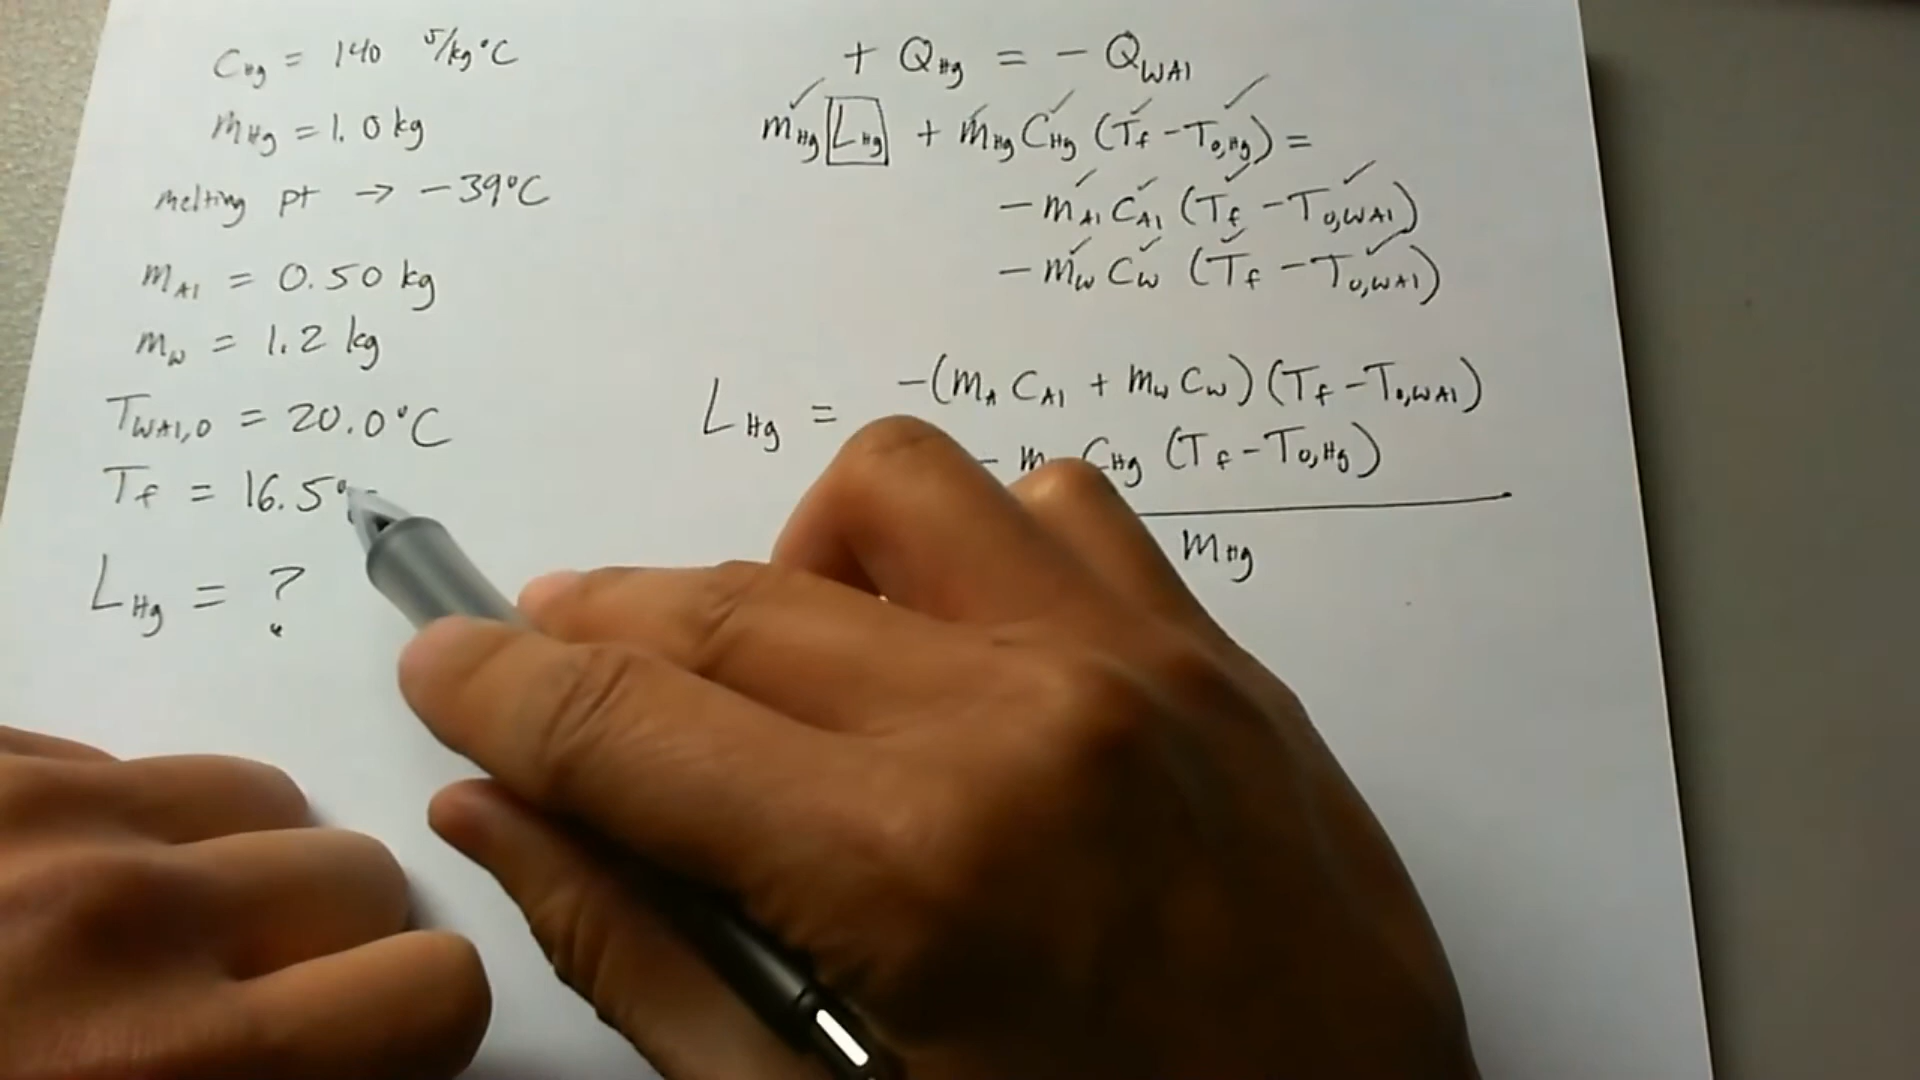 C_Hg = 140 J/kg°C
m_Hg = 1.0 kg
melting pt → -39°C
m_Al = 0.50 kg
m_w = 1.2 kg
T_WAl,0 = 20.0°C
T_f = 16.5°
L_Hg = ?
+ Q_Hg = - Q_WAl
m_Hg L_Hg + m_Hg C_Hg (T_f - T_0,Hg) =
- m_Al C_Al (T_f - T_0,WAl)
- m_w C_w (T_f - T_0,WAl)
L_Hg = -(m_A C_Al + m_w C_w)(T_f - T_0,WAl)
- m C_Hg (T_f - T_0,Hg)
m_Hg